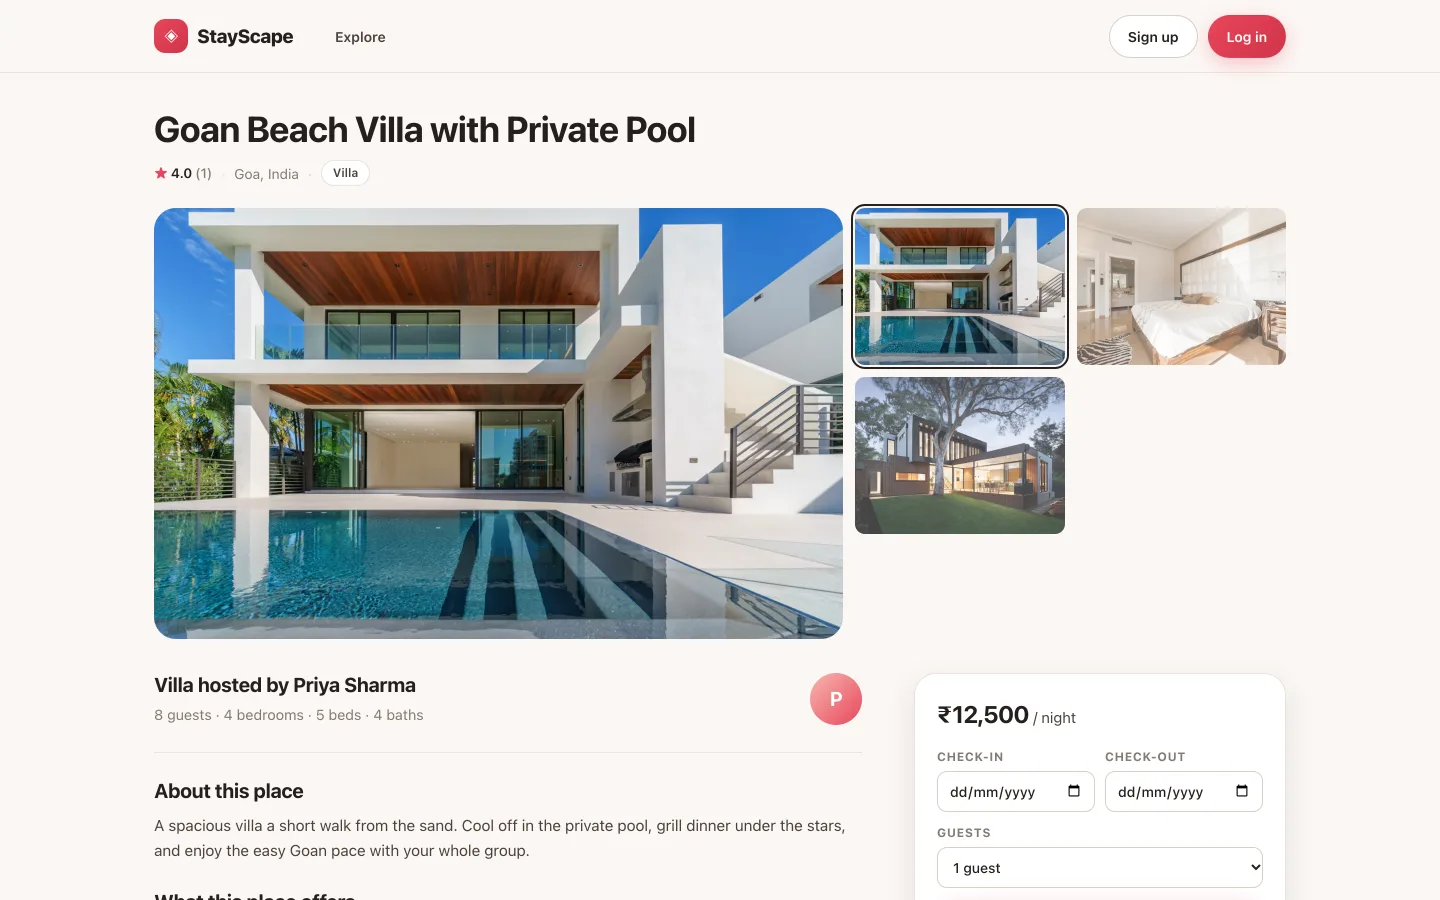 StayScape
Explore
Sign up
Log in
Goan Beach Villa with Private Pool
★ 4.0 (1) · Goa, India · Villa
Villa hosted by Priya Sharma
8 guests · 4 bedrooms · 5 beds · 4 baths
P
About this place
A spacious villa a short walk from the sand. Cool off in the private pool, grill dinner under the stars,
and enjoy the easy Goan pace with your whole group.
What this place offers
₹12,500 / night
CHECK-IN
CHECK-OUT
dd/mm/yyyy
dd/mm/yyyy
GUESTS
1 guest